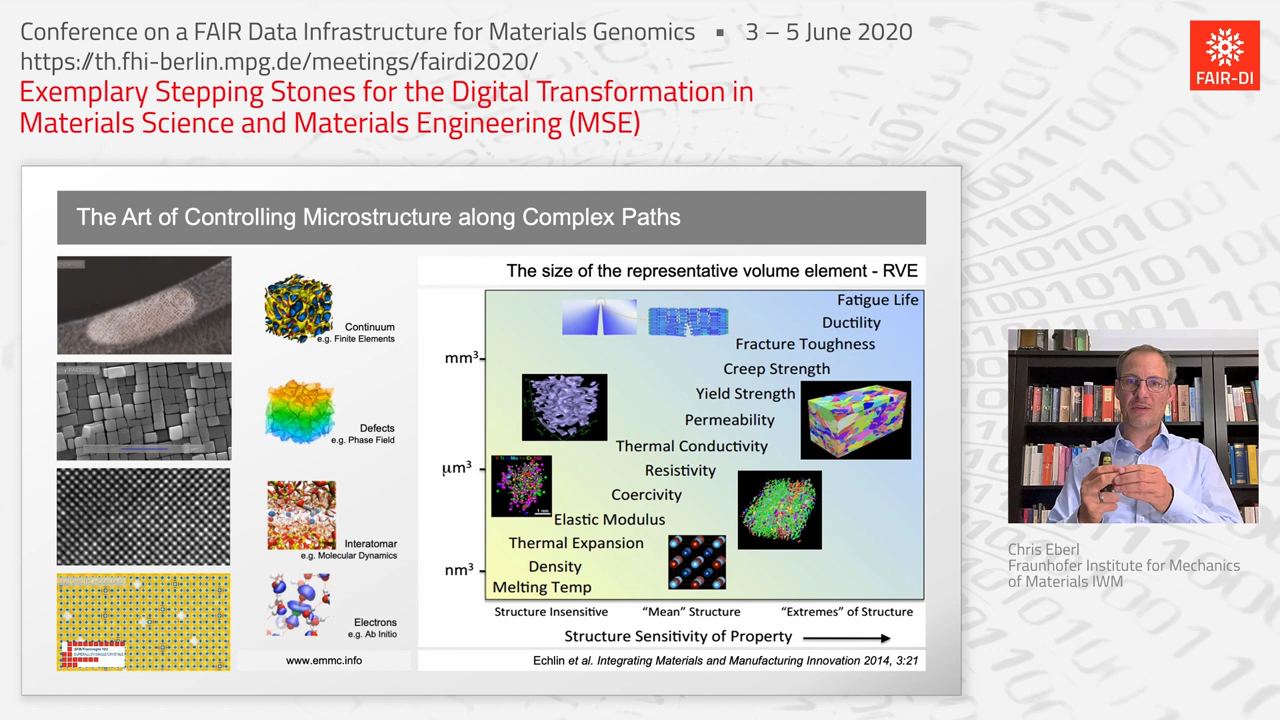 Conference on a FAIR Data Infrastructure for Materials Genomics ▪ 3 – 5 June 2020
https://th.fhi-berlin.mpg.de/meetings/fairdi2020/
Exemplary Stepping Stones for the Digital Transformation in
Materials Science and Materials Engineering (MSE)
FAIR-DI
The Art of Controlling Microstructure along Complex Paths
Continuum
e.g. Finite Elements
Defects
e.g. Phase Field
Interatomar
e.g. Molecular Dynamics
Electrons
e.g. Ab Initio
www.emmc.info
The size of the representative volume element - RVE
mm³
μm³
nm³
Fatigue Life
Ductility
Fracture Toughness
Creep Strength
Yield Strength
Permeability
Thermal Conductivity
Resistivity
Coercivity
Elastic Modulus
Thermal Expansion
Density
Melting Temp
Structure Insensitive
“Mean” Structure
“Extremes” of Structure
Structure Sensitivity of Property
Echlin et al. Integrating Materials and Manufacturing Innovation 2014, 3:21
Chris Eberl
Fraunhofer Institute for Mechanics
of Materials IWM